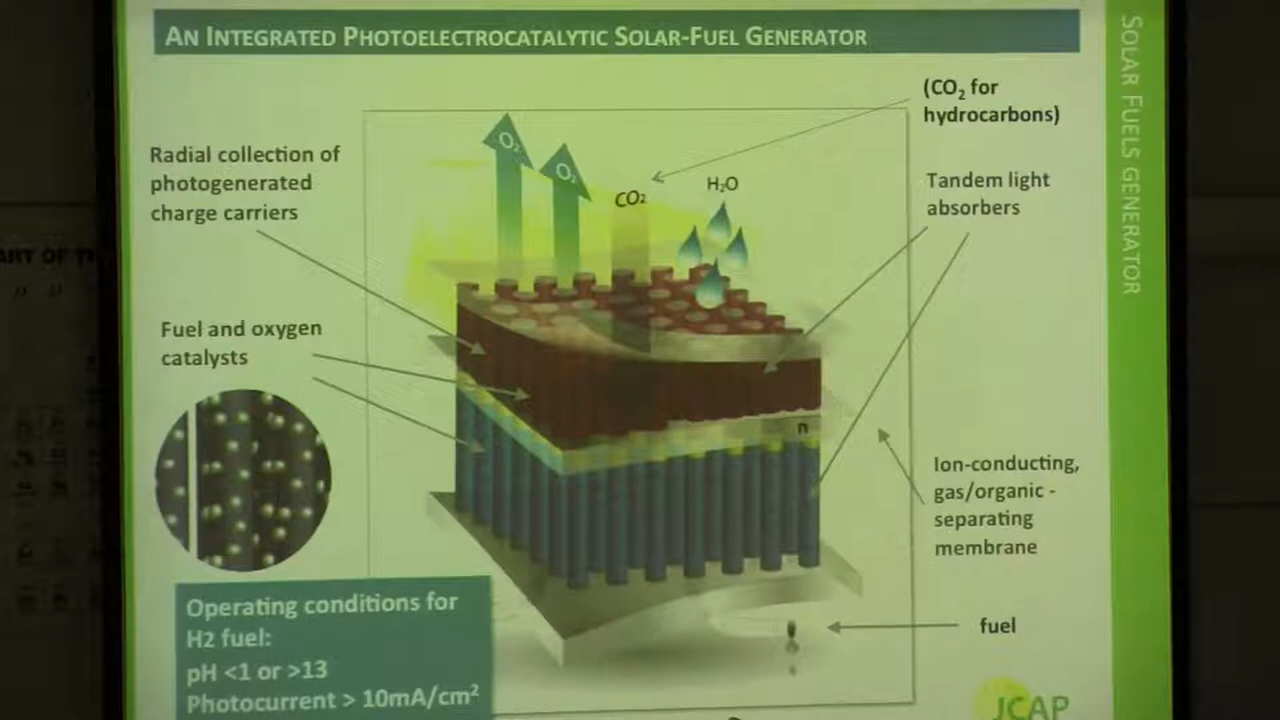 AN INTEGRATED PHOTOELECTROCATALYTIC SOLAR-FUEL GENERATOR
SOLAR FUELS GENERATOR
(CO₂ for
hydrocarbons)
Radial collection of
photogenerated
charge carriers
O₂
O₂
CO₂
H₂O
Tandem light
absorbers
Fuel and oxygen
catalysts
n
Ion-conducting,
gas/organic -
separating
membrane
fuel
Operating conditions for
H2 fuel:
pH <1 or >13
Photocurrent > 10mA/cm²
JCAP
ART OF